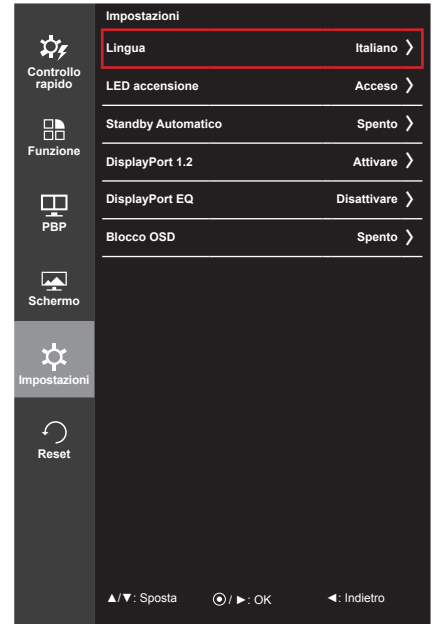 Impostazioni
Controllo
rapido
Funzione
PBP
Schermo
Impostazioni
Reset
Lingua Italiano
LED accensione Acceso
Standby Automatico Spento
DisplayPort 1.2 Attivare
DisplayPort EQ Disattivare
Blocco OSD Spento
▲/▼: Sposta ◉/ ►: OK ◄: Indietro